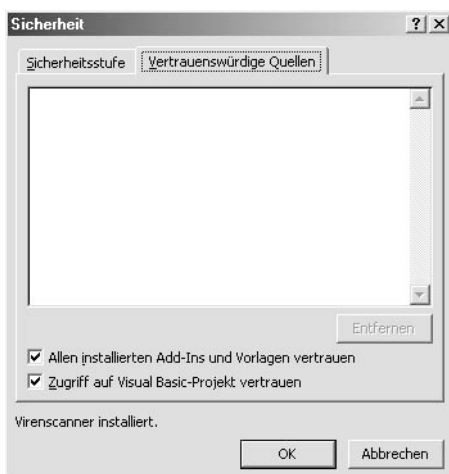 Sicherheit
Sicherheitsstufe Vertrauenswürdige Quellen
Entfernen
Allen installierten Add-Ins und Vorlagen vertrauen
Zugriff auf Visual Basic-Projekt vertrauen
Virenscanner installiert.
OK Abbrechen